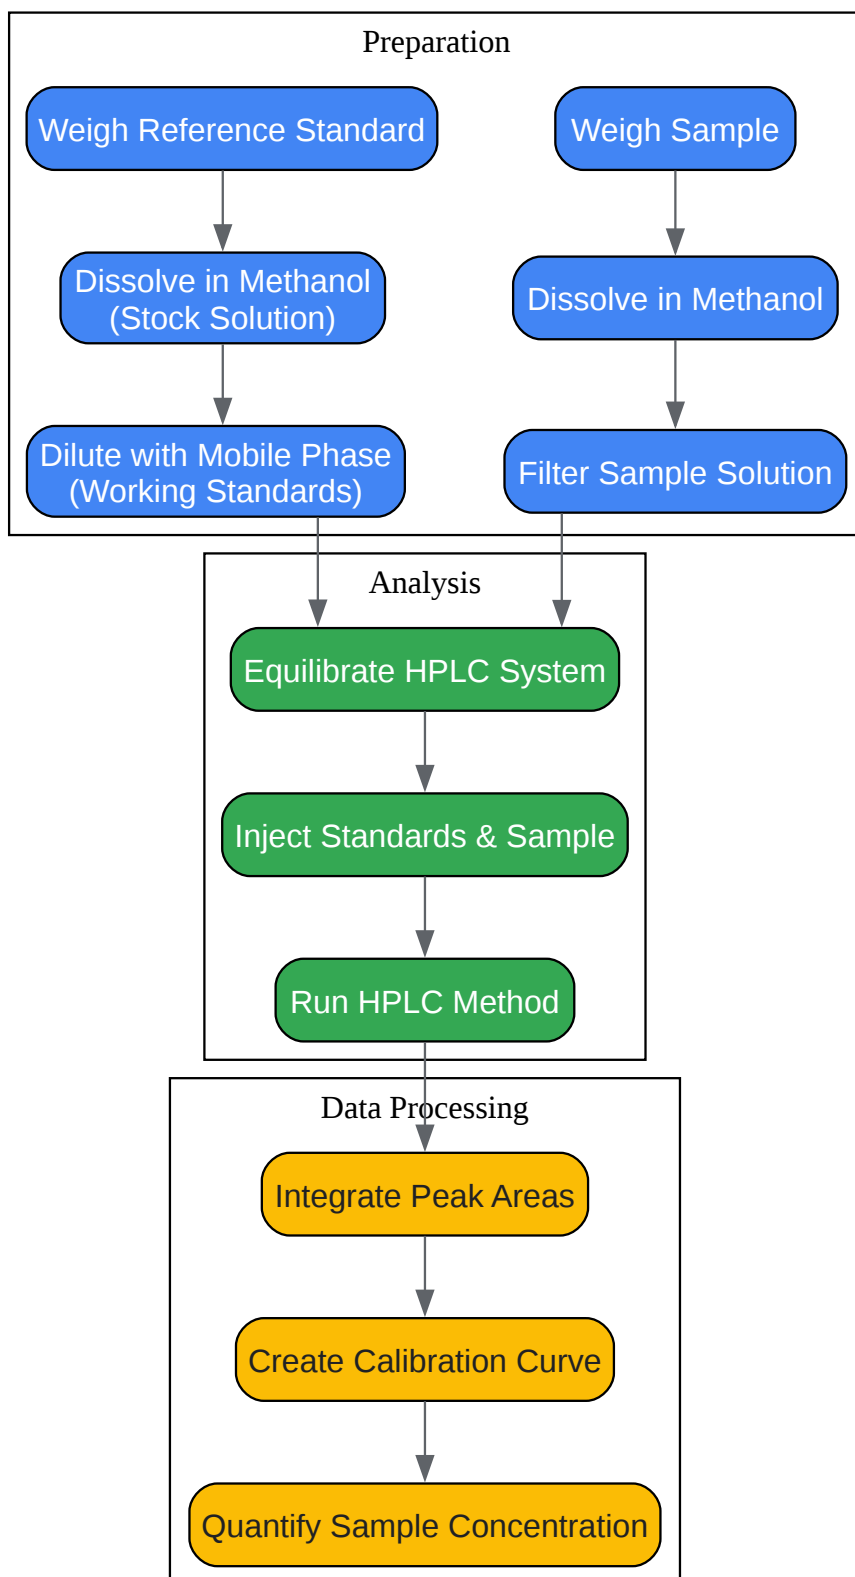 Preparation
Weigh Reference Standard
Weigh Sample
Dissolve in Methanol
(Stock Solution)
Dissolve in Methanol
Dilute with Mobile Phase
(Working Standards)
Filter Sample Solution
Analysis
Equilibrate HPLC System
Inject Standards & Sample
Run HPLC Method
Data Processing
Integrate Peak Areas
Create Calibration Curve
Quantify Sample Concentration